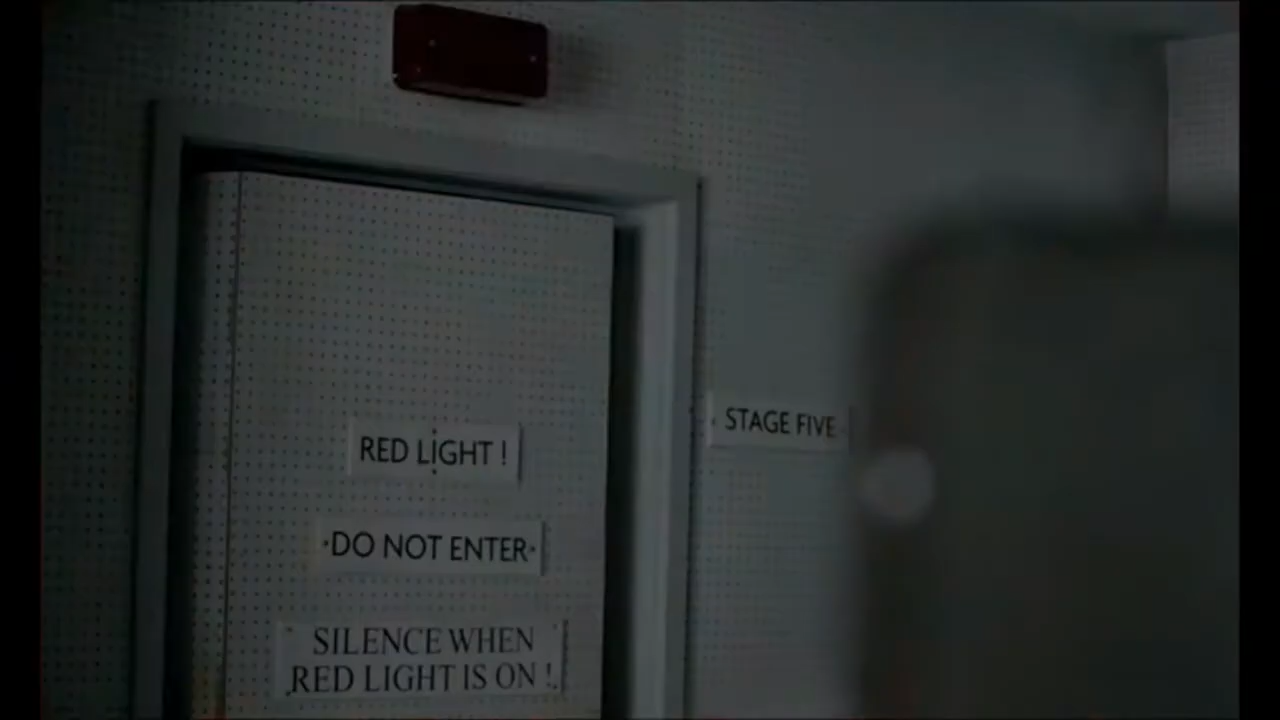 STAGE FIVE
RED LIGHT !
DO NOT ENTER
SILENCE WHEN
RED LIGHT IS ON !